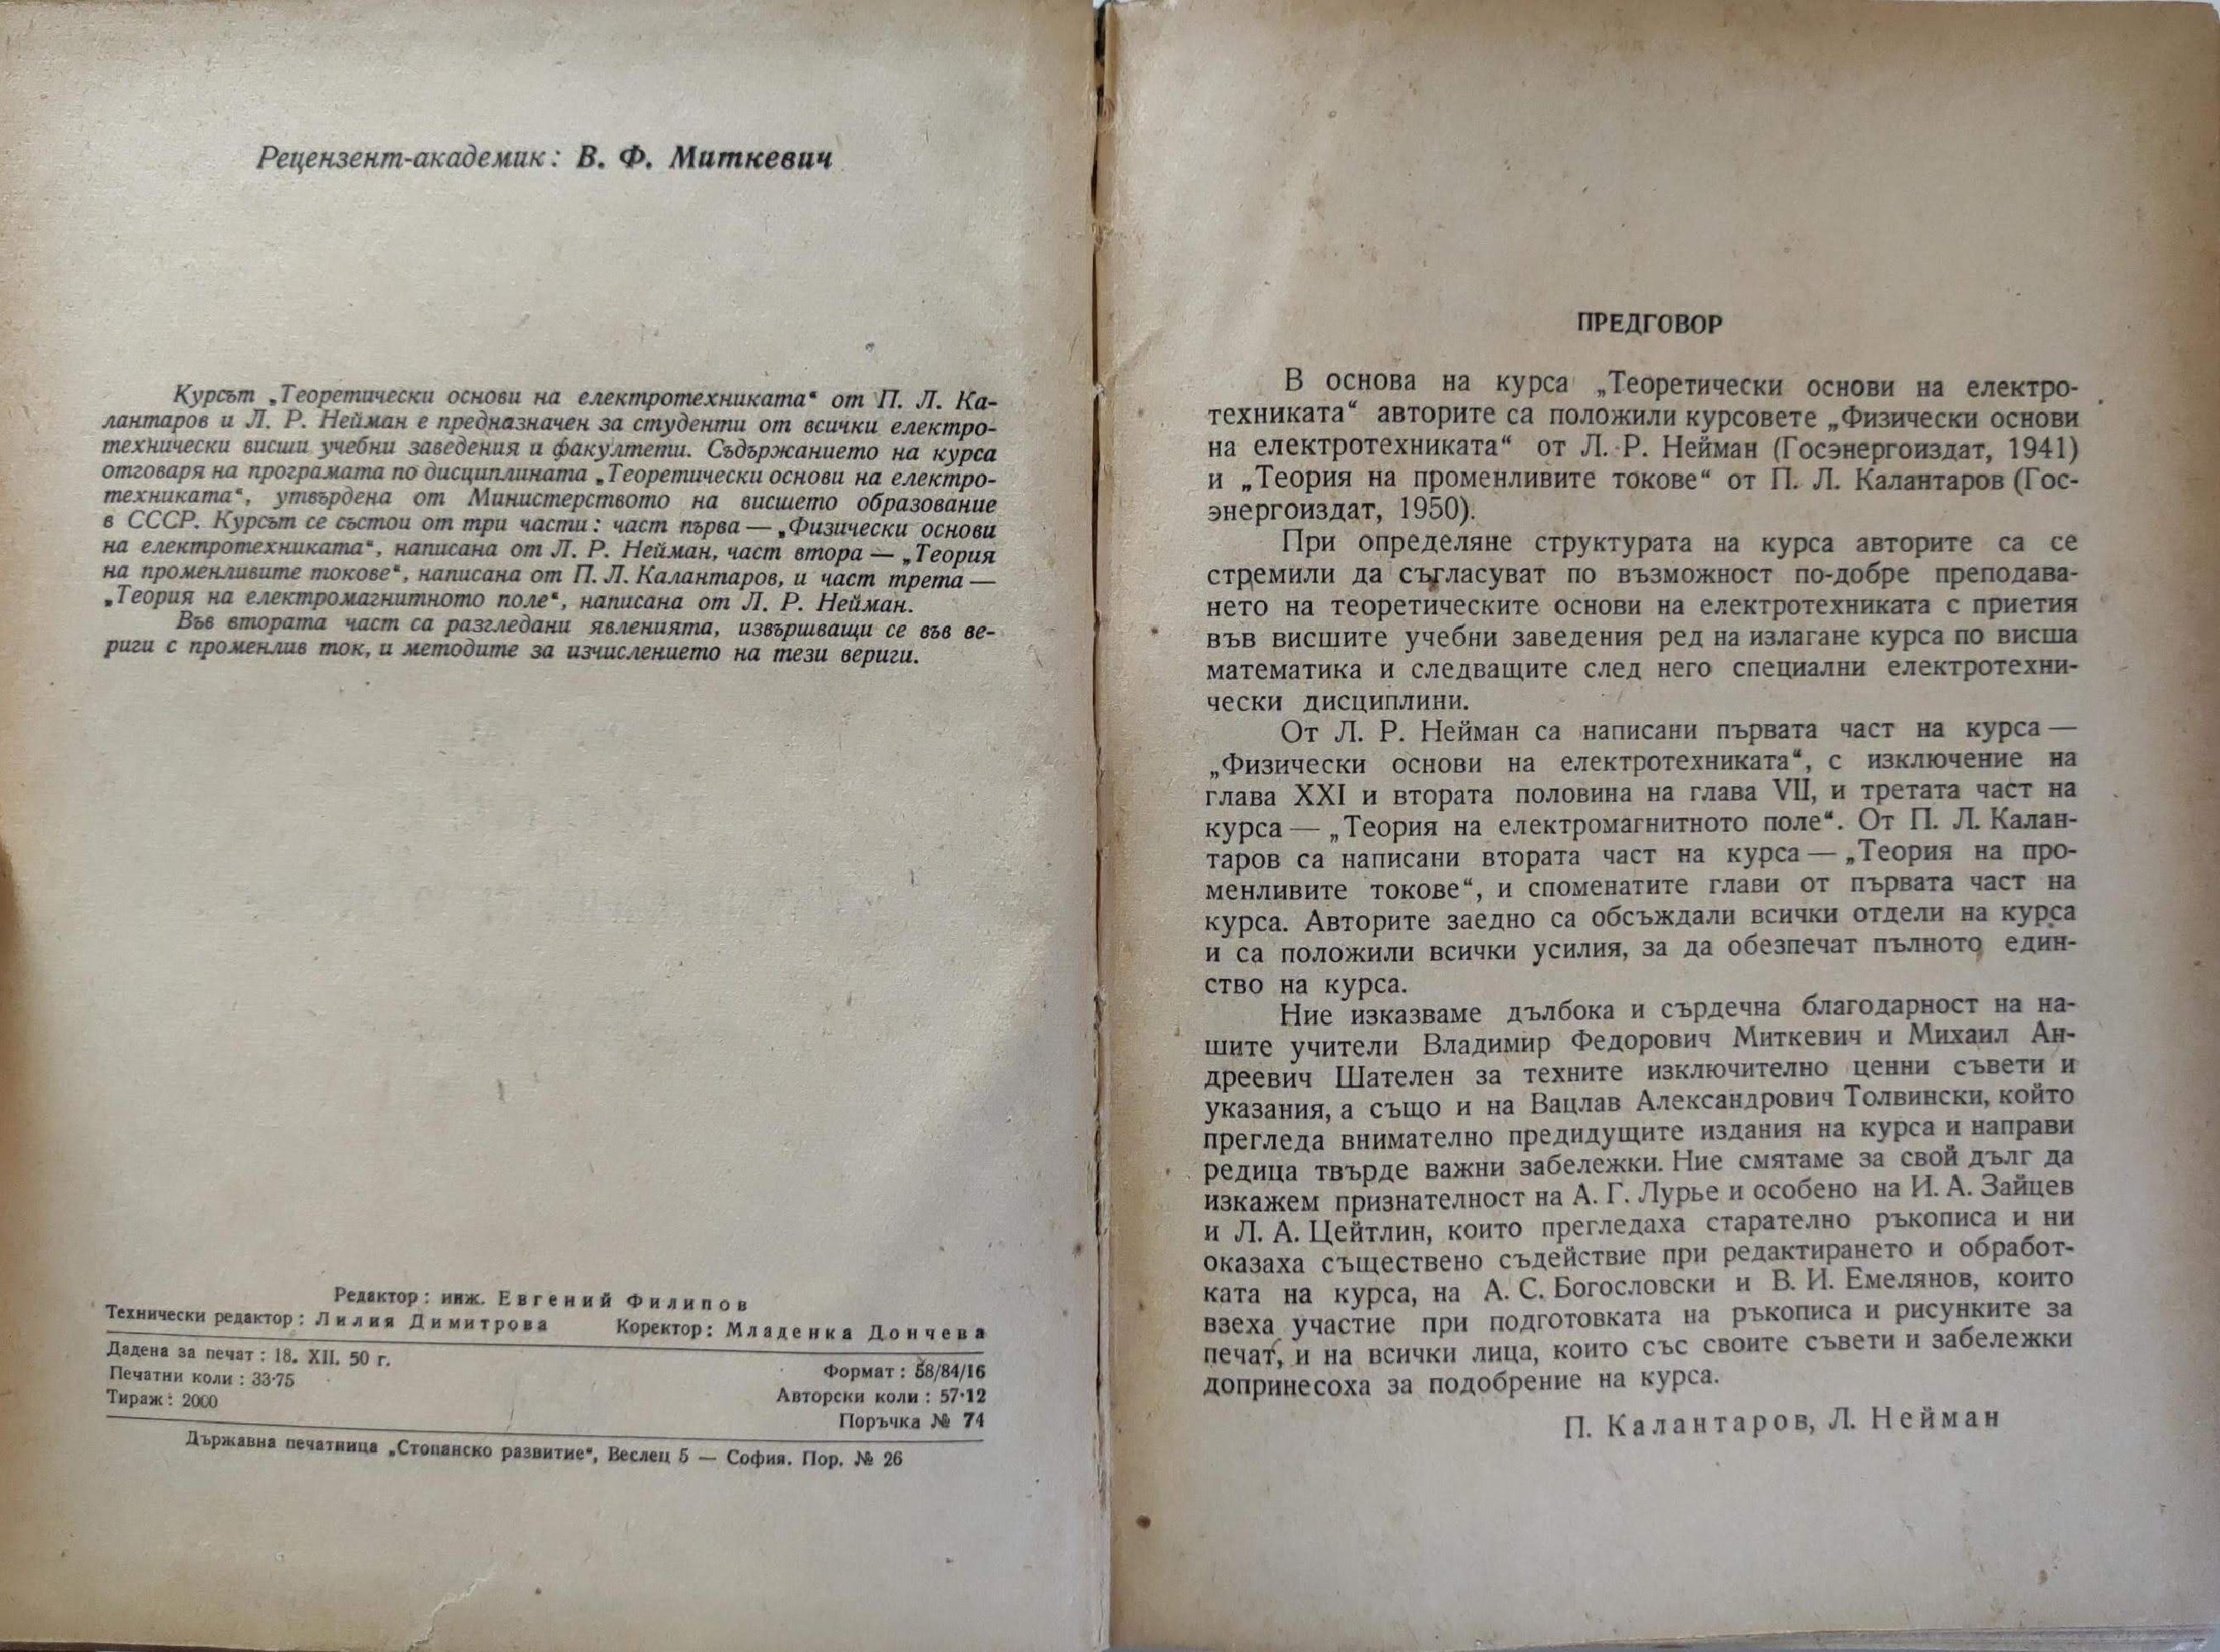 Рецензент-академик: В. Ф. Миткевич
Курсът „Теоретически основи на електротехниката“ от П. Л. Ка-
лантаров и Л. Р. Нейман е предназначен за студенти от всички електро-
технически висши учебни заведения и факултети. Съдържанието на курса
отговаря на програмата по дисциплината „Теоретически основи на електро-
техниката“, утвърдена от Министерството на висшето образование
в СССР. Курсът се състои от три части: част първа — „Физически основи
на електротехниката“, написана от Л. Р. Нейман, част втора — „Теория
на променливите токове“, написана от П. Л. Калантаров, и част трета —
„Теория на електромагнитното поле“, написана от Л. Р. Нейман.
Във втората част са разгледани явленията, извършващи се във ве-
риги с променлив ток, и методите за изчислението на тези вериги.
Редактор: инж. Евгений Филипов
Технически редактор: Лилия Димитрова Коректор: Младенка Дончева
Дадена за печат: 18. XII. 50 г.
Печатни коли: 33·75
Тираж: 2000
Формат: 58/84/16
Авторски коли: 57·12
Поръчка № 74
Държавна печатница „Стопанско развитие“, Веслец 5 — София. Пор. № 26
ПРЕДГОВОР
В основа на курса „Теоретически основи на електро-
техниката“ авторите са положили курсовете „Физически основи
на електротехниката“ от Л. Р. Нейман (Госэнергоиздат, 1941)
и „Теория на променливите токове“ от П. Л. Калантаров (Гос-
энергоиздат, 1950).
При определяне структурата на курса авторите са се
стремили да съгласуват по възможност по-добре преподава-
нето на теоретическите основи на електротехниката с приетия
във висшите учебни заведения ред на излагане курса по висша
математика и следващите след него специални електротехни-
чески дисциплини.
От Л. Р. Нейман са написани първата част на курса —
„Физически основи на електротехниката“, с изключение на
глава XXI и втората половина на глава VII, и третата част на
курса — „Теория на електромагнитното поле“. От П. Л. Калан-
таров са написани втората част на курса — „Теория на про-
менливите токове“, и споменатите глави от първата част на
курса. Авторите заедно са обсъждали всички отдели на курса
и са положили всички усилия, за да обезпечат пълното един-
ство на курса.
Ние изказваме дълбока и сърдечна благодарност на на-
шите учители Владимир Федорович Миткевич и Михаил Ан-
дреевич Шателен за техните изключително ценни съвети и
указания, а също и на Вацлав Александрович Толвински, който
прегледа внимателно предидущите издания на курса и направи
редица твърде важни забележки. Ние смятаме за свой дълг да
изкажем признателност на А. Г. Лурье и особено на И. А. Зайцев
и Л. А. Цейтлин, които прегледаха старателно ръкописа и ни
оказаха съществено съдействие при редактирането и обработ-
ката на курса, на А. С. Богословски и В. И. Емелянов, които
взеха участие при подготовката на ръкописа и рисунките за
печат, и на всички лица, които със своите съвети и забележки
допринесоха за подобрение на курса.
П. Калантаров, Л. Нейман